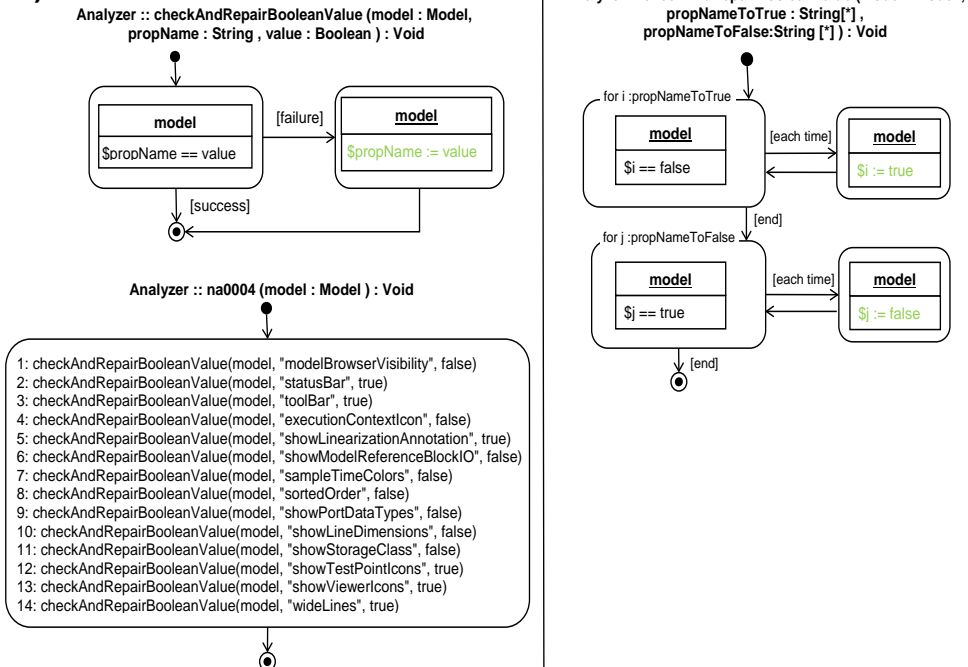 Analyzer :: checkAndRepairBooleanValue (model : Model,
propName : String , value : Boolean ) : Void
model
$propName == value
[failure]
model
$propName := value
[success]
Analyzer :: na0004 (model : Model ) : Void
1: checkAndRepairBooleanValue(model, "modelBrowserVisibility", false)
2: checkAndRepairBooleanValue(model, "statusBar", true)
3: checkAndRepairBooleanValue(model, "toolBar", true)
4: checkAndRepairBooleanValue(model, "executionContextIcon", false)
5: checkAndRepairBooleanValue(model, "showLinearizationAnnotation", true)
6: checkAndRepairBooleanValue(model, "showModelReferenceBlockIO", false)
7: checkAndRepairBooleanValue(model, "sampleTimeColors", false)
8: checkAndRepairBooleanValue(model, "sortedOrder", false)
9: checkAndRepairBooleanValue(model, "showPortDataTypes", false)
10: checkAndRepairBooleanValue(model, "showLineDimensions", false)
11: checkAndRepairBooleanValue(model, "showStorageClass", false)
12: checkAndRepairBooleanValue(model, "showTestPointIcons", true)
13: checkAndRepairBooleanValue(model, "showViewerIcons", true)
14: checkAndRepairBooleanValue(model, "wideLines", true)
propNameToTrue : String[*] ,
propNameToFalse:String [*] ) : Void
for i :propNameToTrue
model
$i == false
[each time]
model
$i := true
[end]
for j :propNameToFalse
model
$j == true
[each time]
model
$j := false
[end]